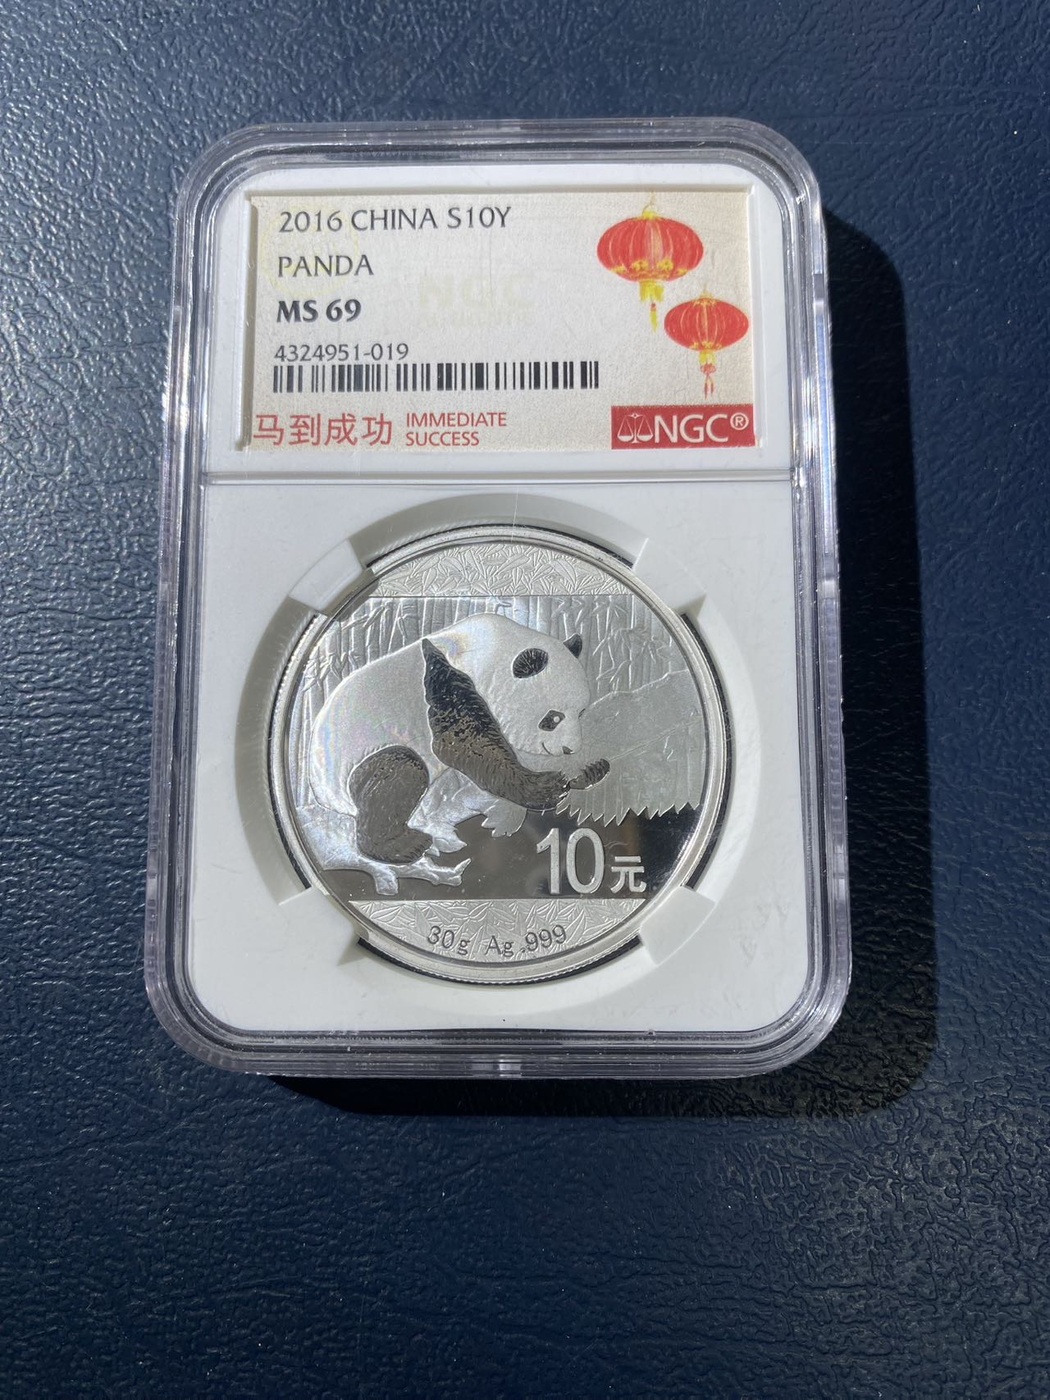 2016 CHINA S10Y
PANDA
NGC
MS 69
4324951-019
马到成功 IMMEDIATE
SUCCESS
NGC®
10元
30g Ag .999